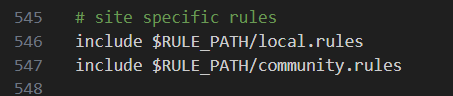 545 # site specific rules
546 include $RULE_PATH/local.rules
547 include $RULE_PATH/community.rules
548